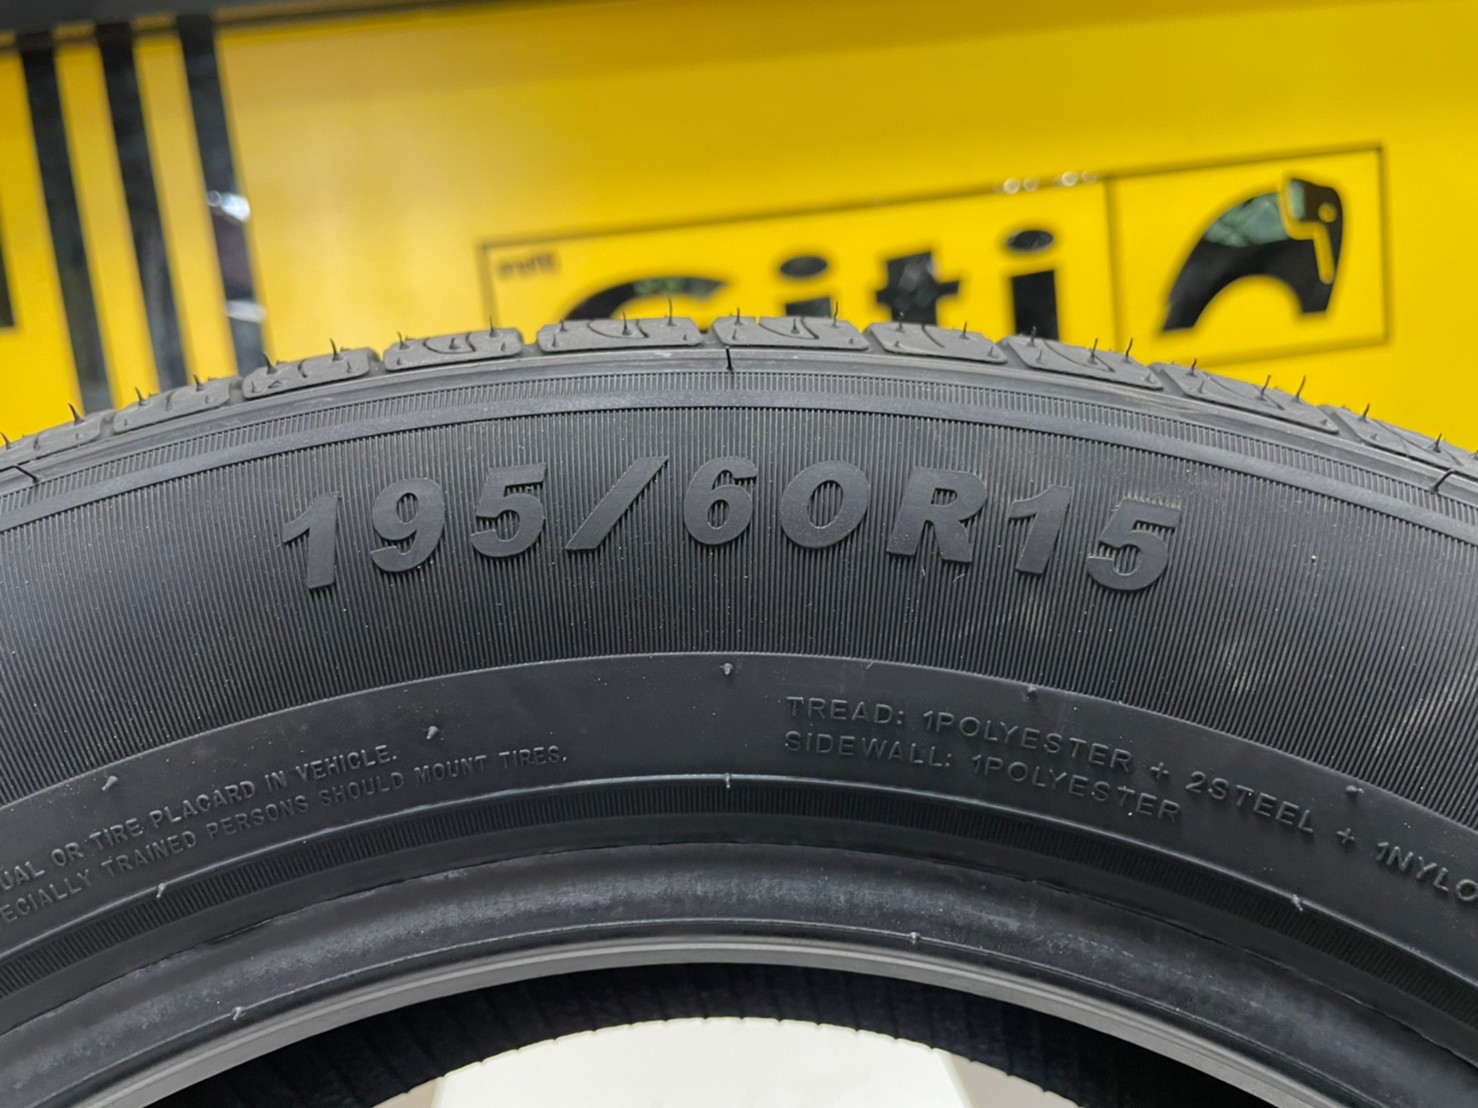 Citi
195/60R15
TREAD: 1POLYESTER + 2STEEL + 1NYLO
SIDEWALL: 1POLYESTER
UAL OR TIRE PLACARD IN VEHICLE.
ECIALLY TRAINED PERSONS SHOULD MOUNT TIRES.